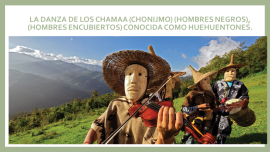 LA DANZA DE LOS CHAMAA (CHONIJMO) (HOMBRES NEGROS),
(HOMBRES ENCUBIERTOS) CONOCIDA COMO HUEHUENTONES.